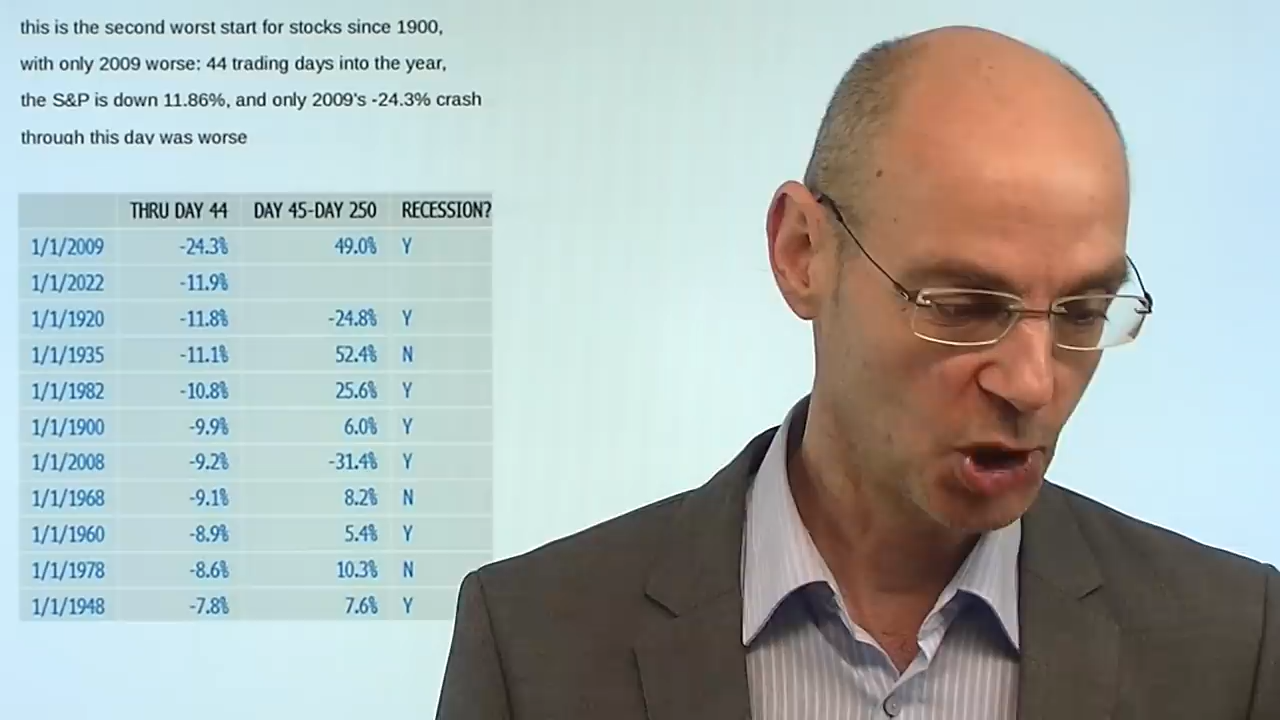 this is the second worst start for stocks since 1900,
with only 2009 worse: 44 trading days into the year,
the S&P is down 11.86%, and only 2009's -24.3% crash
through this day was worse
THRU DAY 44 DAY 45-DAY 250 RECESSION?
1/1/2009 -24.3% 49.0% Y
1/1/2022 -11.9%
1/1/1920 -11.8% -24.8% Y
1/1/1935 -11.1% 52.4% N
1/1/1982 -10.8% 25.6% Y
1/1/1900 -9.9% 6.0% Y
1/1/2008 -9.2% -31.4% Y
1/1/1968 -9.1% 8.2% N
1/1/1960 -8.9% 5.4% Y
1/1/1978 -8.6% 10.3% N
1/1/1948 -7.8% 7.6% Y